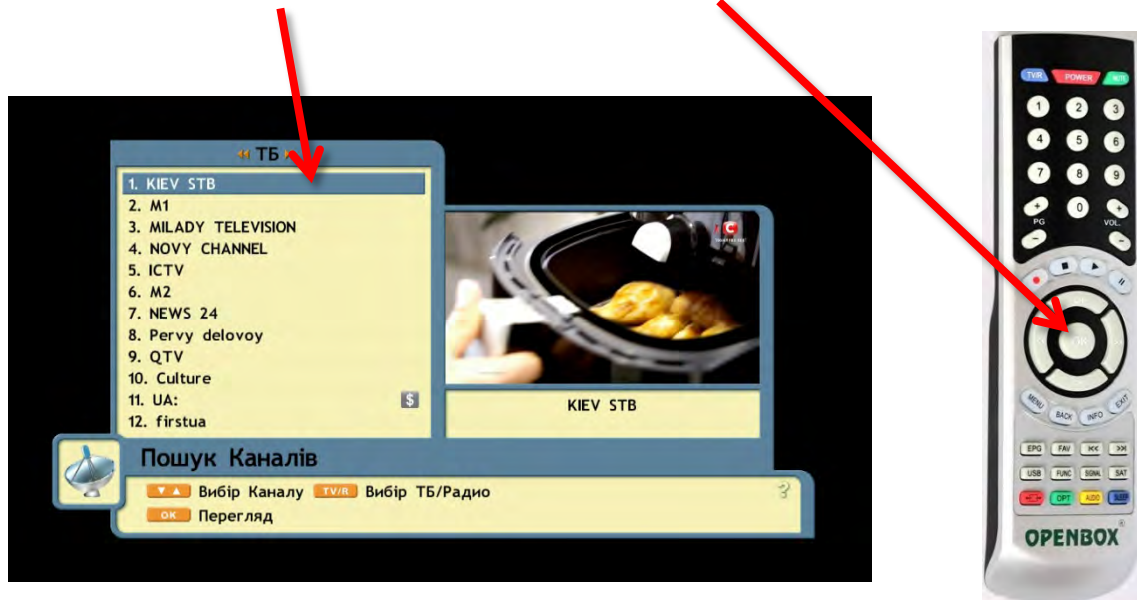 ТБ
1. KIEV STB
2. M1
3. MILADY TELEVISION
4. NOVY CHANNEL
5. ICTV
6. M2
7. NEWS 24
8. Pervy delovoy
9. QTV
10. Culture
11. UA: $
12. firstua
KIEV STB
Пошук Каналів
Вибір Каналу TV/R Вибір ТБ/Радио ?
OK Перегляд
TV/R POWER MUTE
1 2 3
4 5 6
7 8 9
+ 0 +
PG VOL.
- -
OK
MENU BACK INFO EXIT
EPG FAV
USB FUNC SIGNAL SAT
OPT AUDIO SLEEP
OPENBOX®